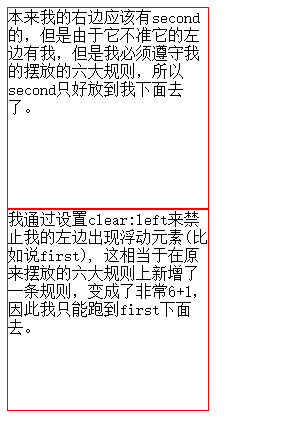 本来我的右边应该有second
的，但是由于它不准它的左
边有我，但是我必须遵守我
的摆放的六大规则，所以
second只好放到我下面去
了。
我通过设置clear:left来禁
止我的左边出现浮动元素(比
如说first)，这相当于在原
来摆放的六大规则上新增了
一条规则，变成了非常6+1，
因此我只能跑到first下面
去。